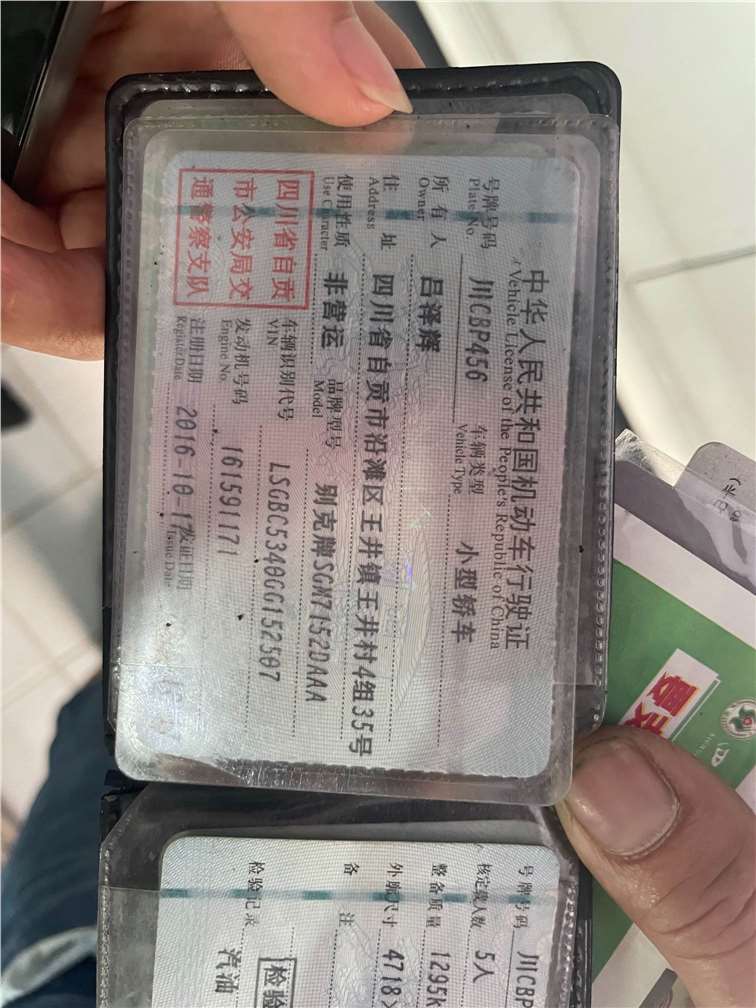 中华人民共和国机动车行驶证
Vehicle License of the People's Republic of China
号牌号码 川CBP456 车辆类型 小型轿车
Plate No. Vehicle Type
所有人 吕泽辉
Owner
住址 四川省自贡市沿滩区王井镇王井村4组35号
Address
使用性质 非营运 品牌型号 别克牌SGM7152DAAA
Use Character Model
四川省自贡
市公安局交
通警察支队
车辆识别代号 LSGBC5340GG152507
VIN
发动机号码 161591171
Engine No.
注册日期 2016-10-17 发证日期
Register Date Issue Date
号牌号码 川CBP
核定载人数 5人
整备质量 1295k
外廓尺寸 4718×
备注
检验记录 汽油
检验